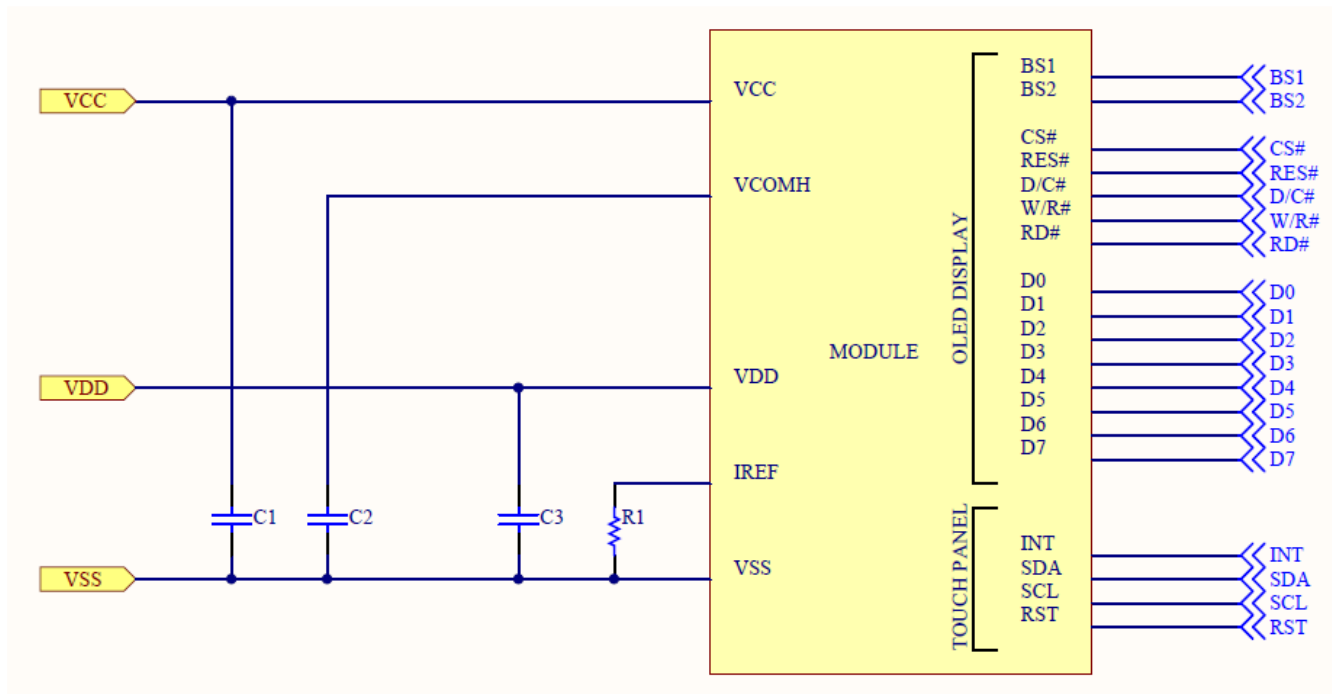 VCC
VDD
VSS
C1
C2
C3
R1
VCC
VCOMH
VDD
IREF
VSS
MODULE
OLED DISPLAY
BS1
BS2
CS#
RES#
D/C#
W/R#
RD#
D0
D1
D2
D3
D4
D5
D6
D7
TOUCH PANEL
INT
SDA
SCL
RST
BS1
BS2
CS#
RES#
D/C#
W/R#
RD#
D0
D1
D2
D3
D4
D5
D6
D7
INT
SDA
SCL
RST